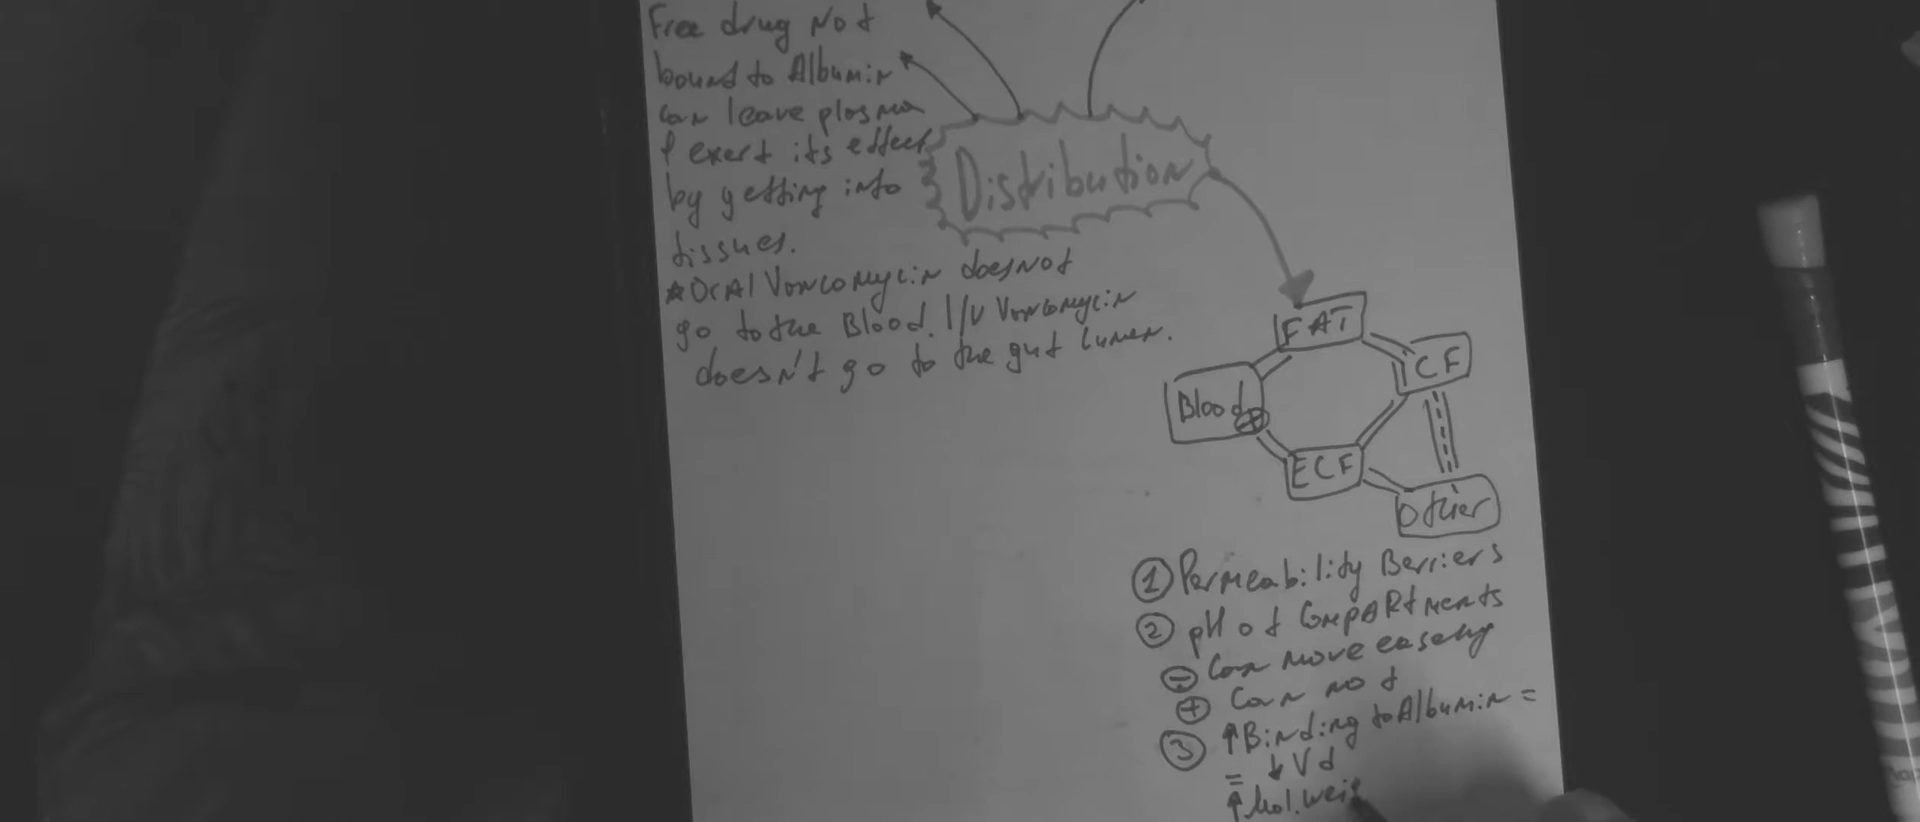 Free drug not
bound to Albumin
can leave plasma
& exert its effect
by getting into
tissues.
* Oral Vancomycin does not
go to the Blood. I/V Vancomycin
doesn't go to the gut lumen.
Distribution
FAT
CF
Blood
ECF
Other
① Permeability Barriers
② pH of Compartments
⊖ Can move easely
⊕ Can not
③ ↑Binding to Albumin =
= ↓Vd
↑Mol. weig